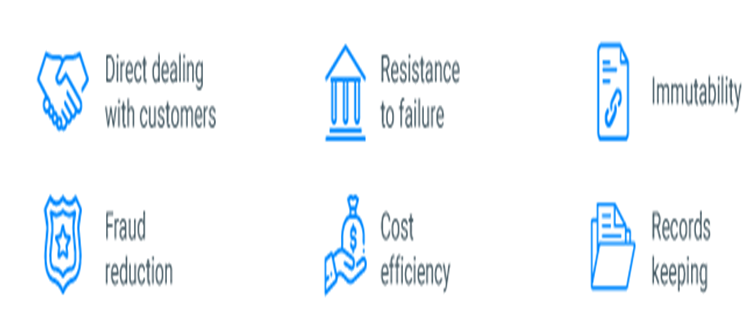 Direct dealing
with customers
Resistance
to failure
Immutability
Fraud
reduction
$
Cost
efficiency
Records
keeping